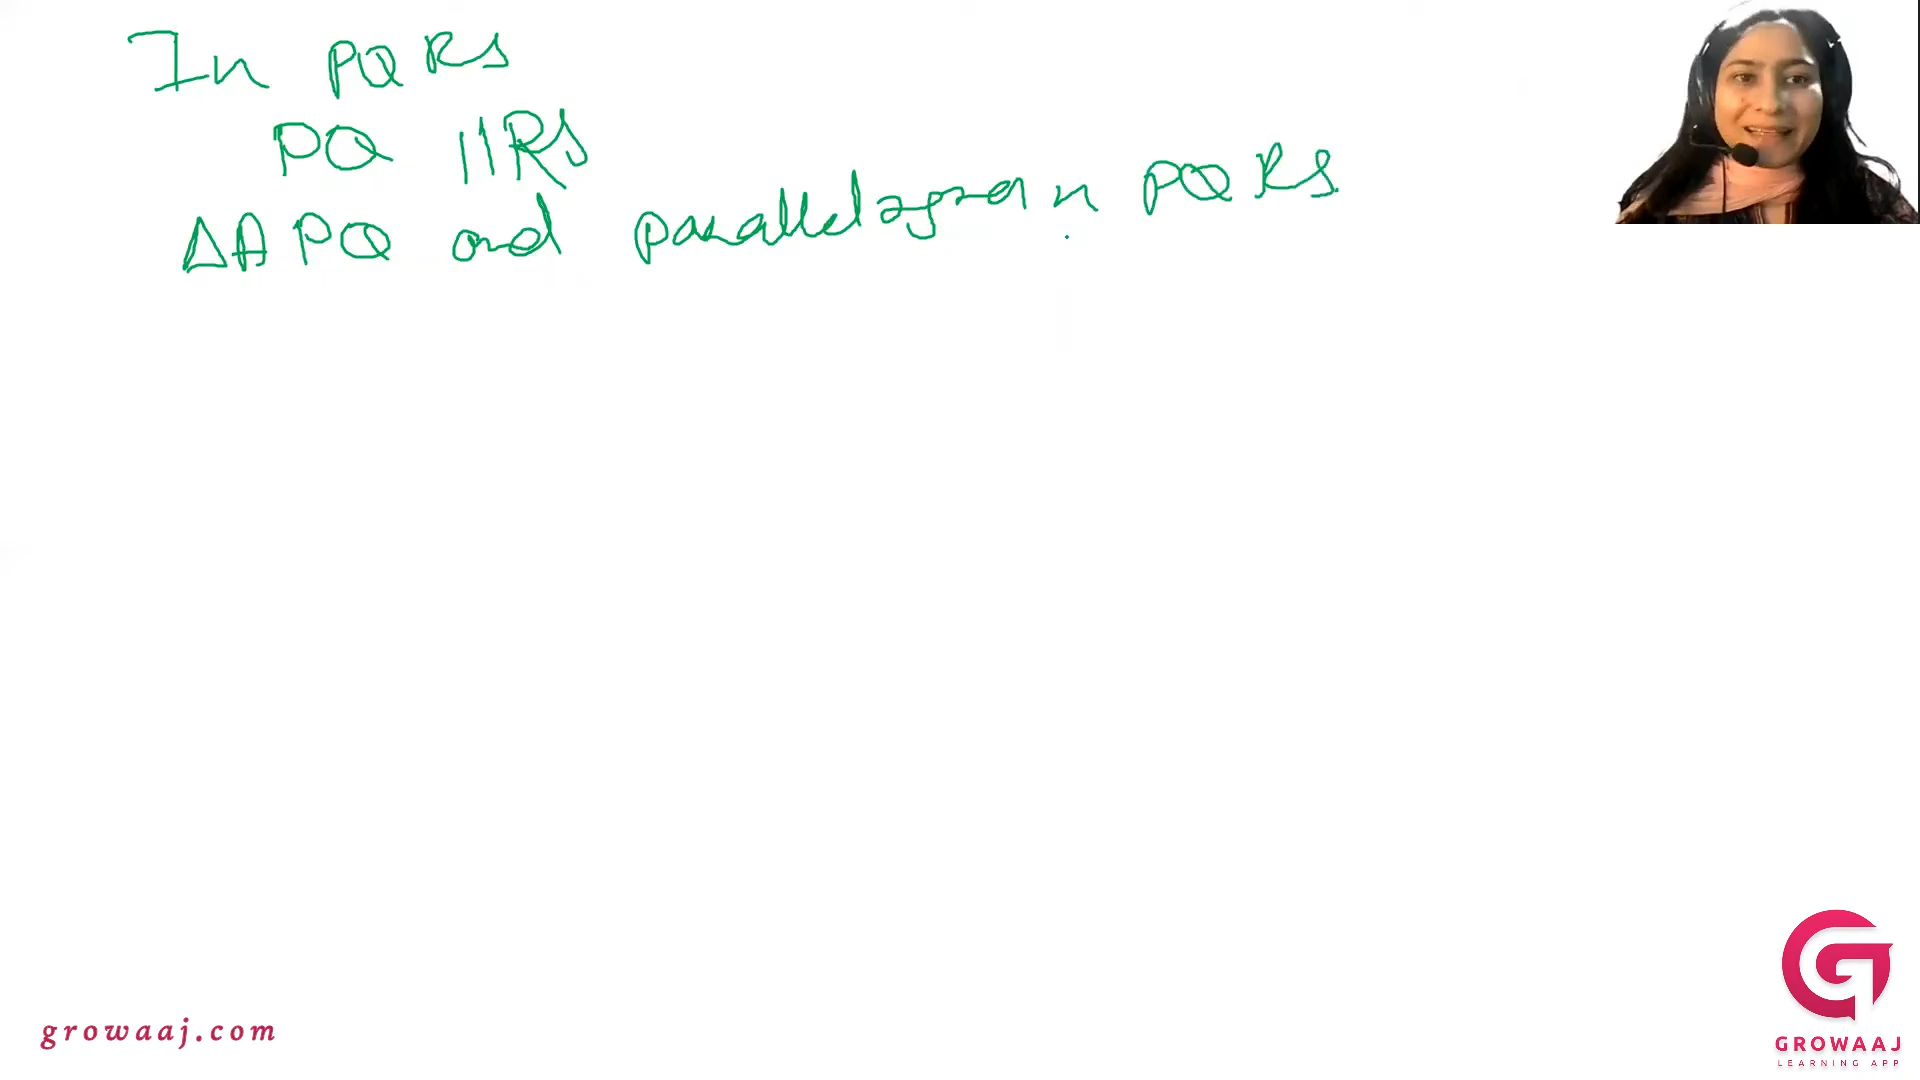 In PQRS
PQ || RS
ΔAPQ and parallelogram PQRS
growaaj.com
GROWAAJ
LEARNING APP